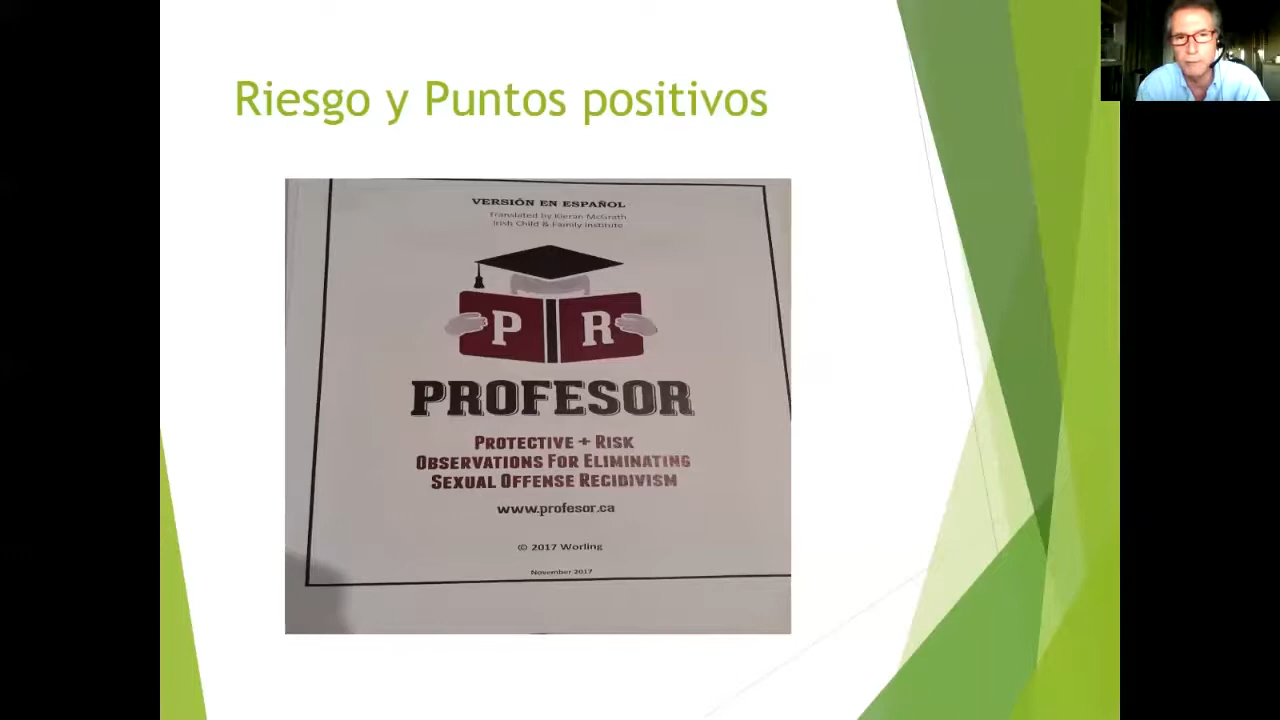 Riesgo y Puntos positivos
VERSIÓN EN ESPAÑOL
Translated by Kieran McGrath
Irish Child & Family Institute
P R
PROFESOR
PROTECTIVE + RISK
OBSERVATIONS FOR ELIMINATING
SEXUAL OFFENSE RECIDIVISM
www.profesor.ca
© 2017 Worling
November 2017